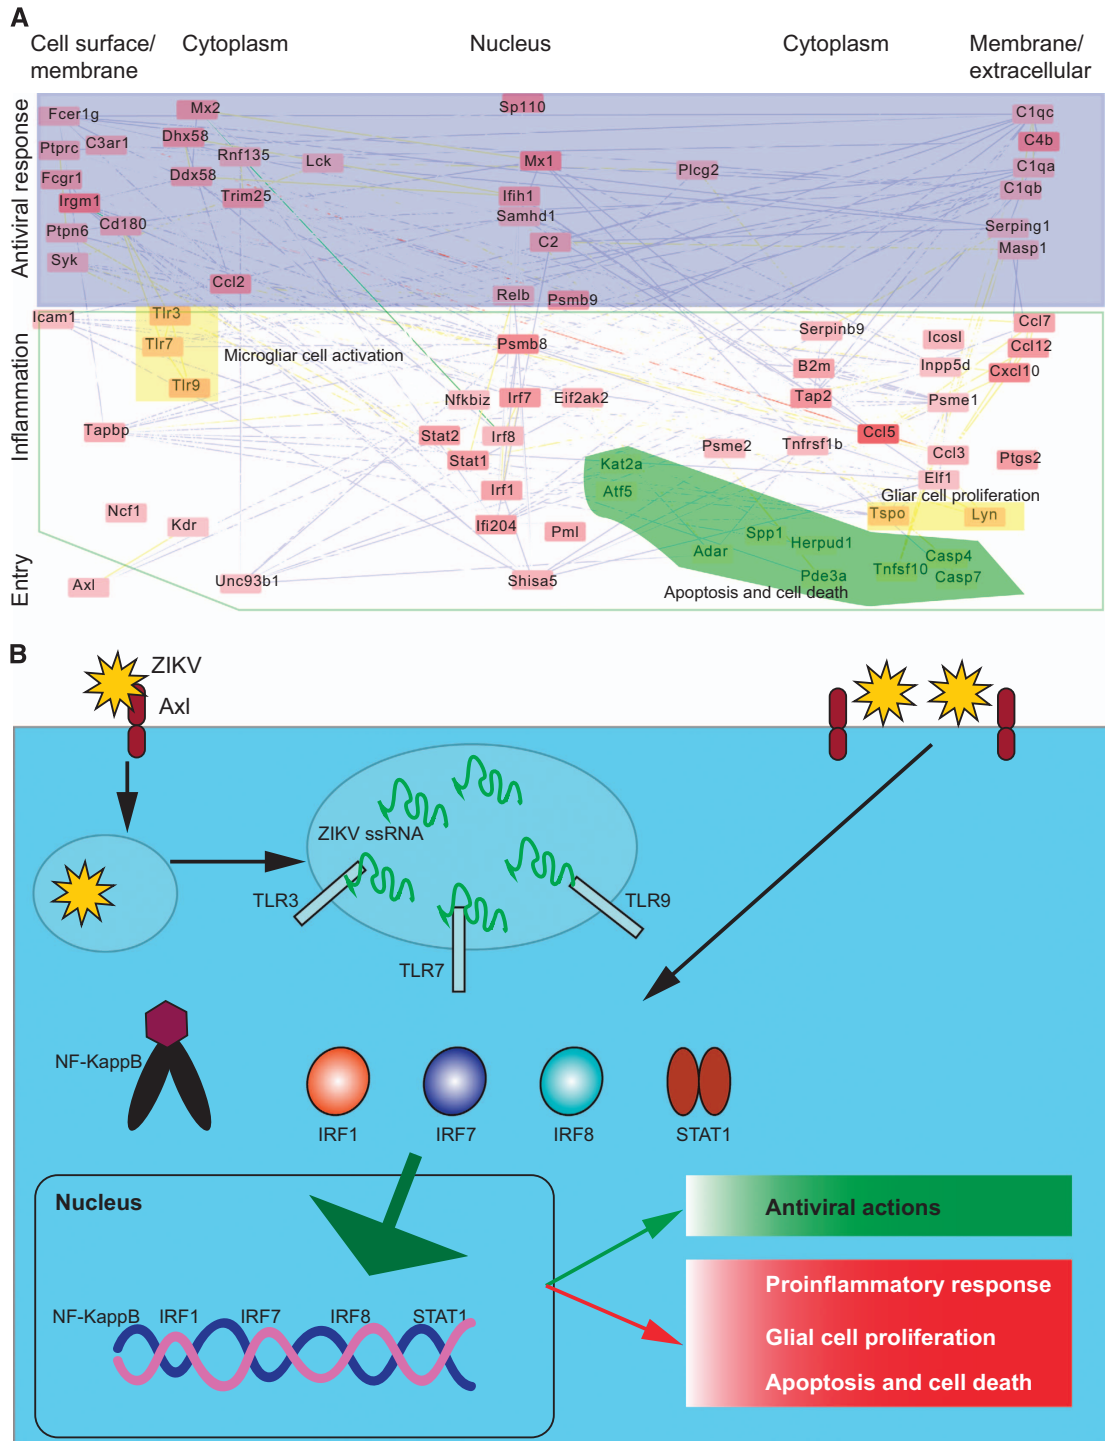 A
Cell surface/
membrane
Cytoplasm
Nucleus
Cytoplasm
Membrane/
extracellular
Antiviral response
Inflammation
Entry
Fcer1g
Mx2
Sp110
C1qc
Ptprc
C3ar1
Dhx58
Rnf135
Lck
Mx1
Plcg2
C4b
C1qa
Fcgr1
Ddx58
Irgm1
Trim25
Ifih1
C1qb
Samhd1
Ptpn6
Cd180
C2
Serping1
Masp1
Syk
Ccl2
Relb
Psmb9
Icam1
Tlr3
Tlr7
Tlr9
Microgliar cell activation
Psmb8
Serpinb9
Icosl
Ccl7
Ccl12
B2m
Inpp5d
Cxcl10
Nfkbiz
Irf7
Eif2ak2
Tap2
Psme1
Tapbp
Stat2
Irf8
Ccl5
Psme2
Tnfrsf1b
Ccl3
Ptgs2
Stat1
Kat2a
Elf1
Irf1
Atf5
Gliar cell proliferation
Ncf1
Kdr
Ifi204
Pml
Tspo
Lyn
Spp1
Herpud1
Adar
Casp4
Axl
Unc93b1
Shisa5
Pde3a
Tnfsf10
Casp7
Apoptosis and cell death
B
ZIKV
Axl
ZIKV ssRNA
TLR3
TLR9
TLR7
NF-KappB
IRF1
IRF7
IRF8
STAT1
Nucleus
NF-KappB
IRF1
IRF7
IRF8
STAT1
Antiviral actions
Proinflammatory response
Glial cell proliferation
Apoptosis and cell death